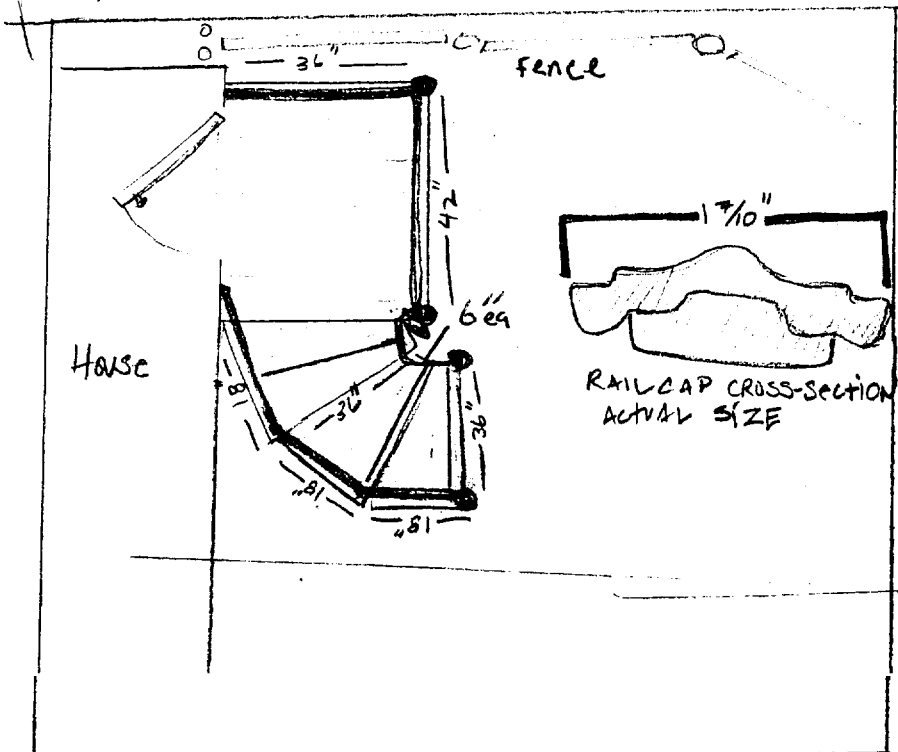 36"
fence
42"
1 7/10"
6" ea
House
18"
36"
36"
RAILCAP CROSS-SECTION
ACTUAL SIZE
18"
18"